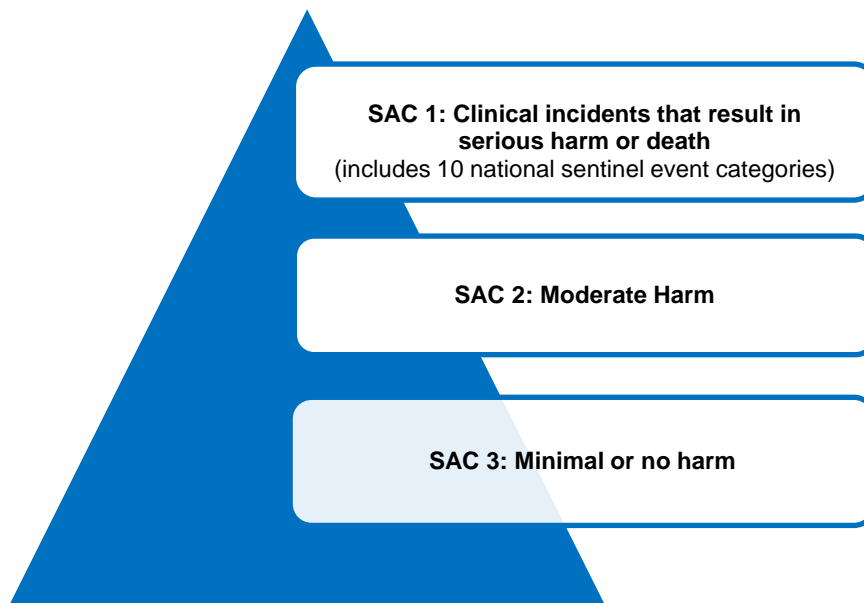 SAC 1: Clinical incidents that result in
serious harm or death
(includes 10 national sentinel event categories)
SAC 2: Moderate Harm
SAC 3: Minimal or no harm